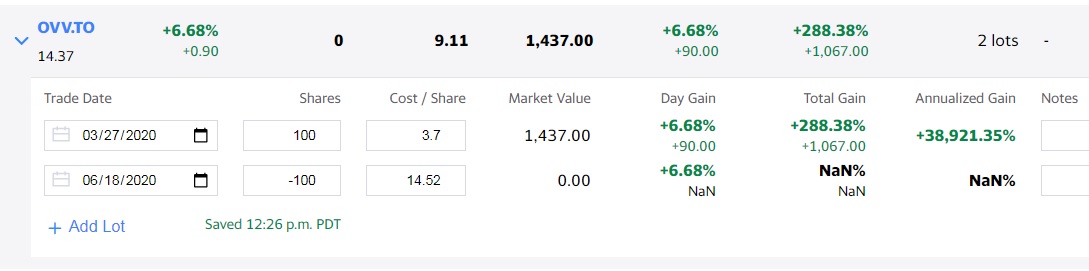 OVV.TO +6.68% 0 9.11 1,437.00 +6.68% +288.38% 2 lots -
14.37 +0.90 +90.00 +1,067.00
Trade Date Shares Cost / Share Market Value Day Gain Total Gain Annualized Gain Notes
03/27/2020 100 3.7 1,437.00 +6.68% +288.38% +38,921.35%
+90.00 +1,067.00
06/18/2020 -100 14.52 0.00 +6.68% NaN% NaN%
NaN NaN
+ Add Lot Saved 12:26 p.m. PDT